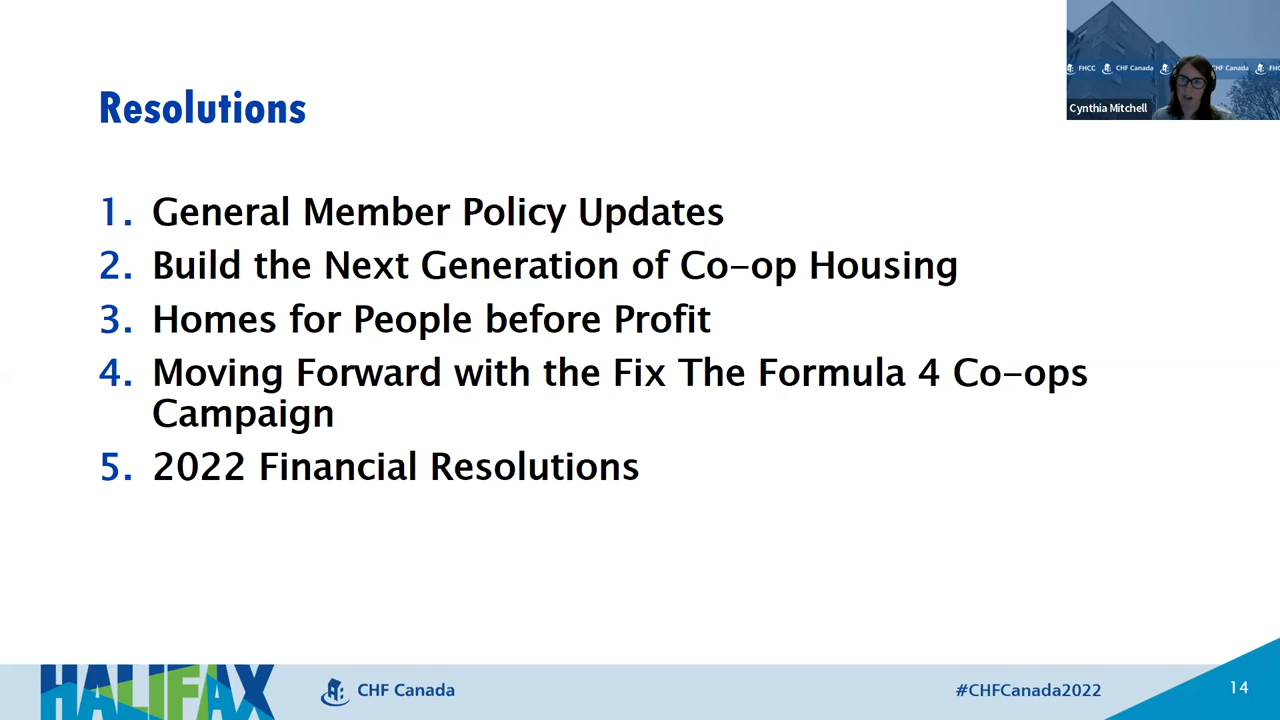 FHCC CHF Canada CHF Canada
Cynthia Mitchell
Resolutions
1. General Member Policy Updates
2. Build the Next Generation of Co-op Housing
3. Homes for People before Profit
4. Moving Forward with the Fix The Formula 4 Co-ops
Campaign
5. 2022 Financial Resolutions
HALIFAX
CHF Canada
#CHFCanada2022
14